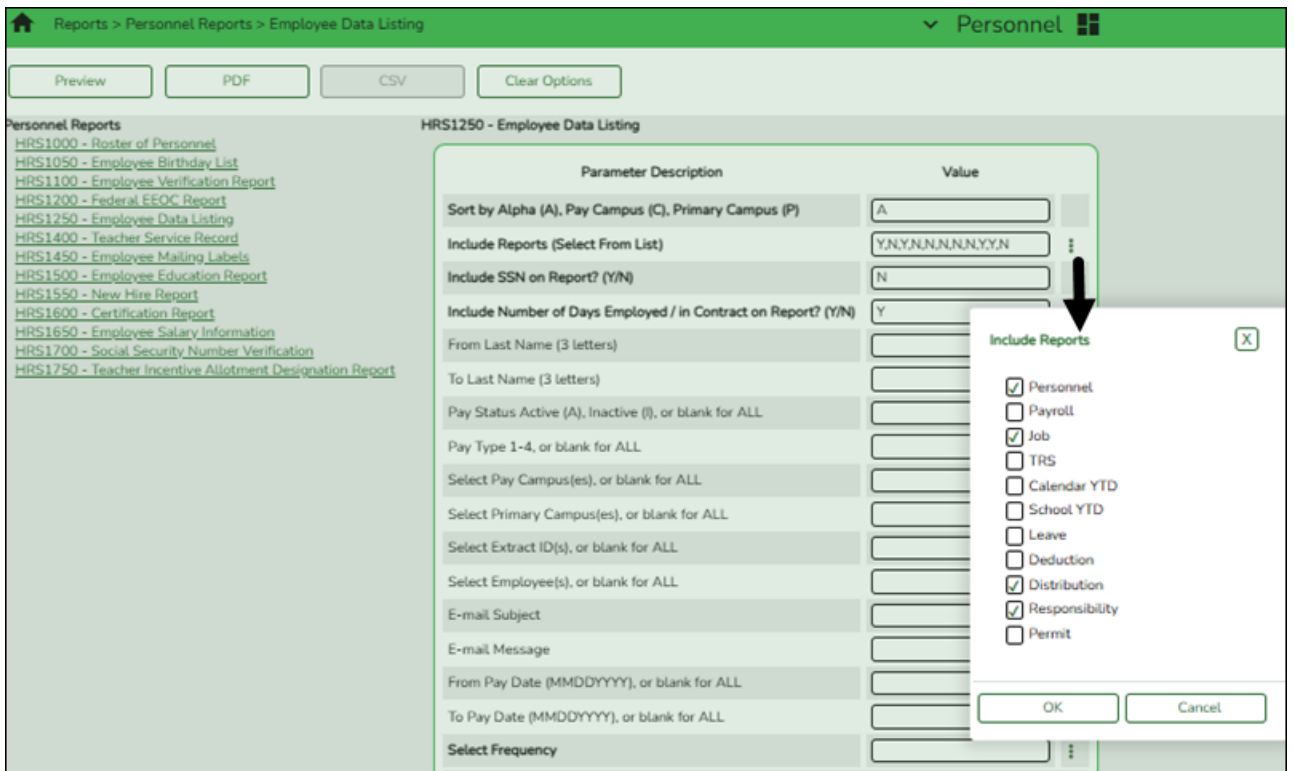 Reports > Personnel Reports > Employee Data Listing
Personnel
Preview
PDF
CSV
Clear Options
Personnel Reports
HRS1000 - Roster of Personnel
HRS1050 - Employee Birthday List
HRS1100 - Employee Verification Report
HRS1200 - Federal EEOC Report
HRS1250 - Employee Data Listing
HRS1400 - Teacher Service Record
HRS1450 - Employee Mailing Labels
HRS1500 - Employee Education Report
HRS1550 - New Hire Report
HRS1600 - Certification Report
HRS1650 - Employee Salary Information
HRS1700 - Social Security Number Verification
HRS1750 - Teacher Incentive Allotment Designation Report
HRS1250 - Employee Data Listing
Parameter Description Value
Sort by Alpha (A), Pay Campus (C), Primary Campus (P) A
Include Reports (Select From List) Y,N,Y,N,N,N,N,N,Y,Y,N
Include SSN on Report? (Y/N) N
Include Number of Days Employed / in Contract on Report? (Y/N) Y
From Last Name (3 letters)
To Last Name (3 letters)
Pay Status Active (A), Inactive (I), or blank for ALL
Pay Type 1-4, or blank for ALL
Select Pay Campus(es), or blank for ALL
Select Primary Campus(es), or blank for ALL
Select Extract ID(s), or blank for ALL
Select Employee(s), or blank for ALL
E-mail Subject
E-mail Message
From Pay Date (MMDDYYYY), or blank for ALL
To Pay Date (MMDDYYYY), or blank for ALL
Select Frequency
Include Reports X
Personnel
Payroll
Job
TRS
Calendar YTD
School YTD
Leave
Deduction
Distribution
Responsibility
Permit
OK
Cancel